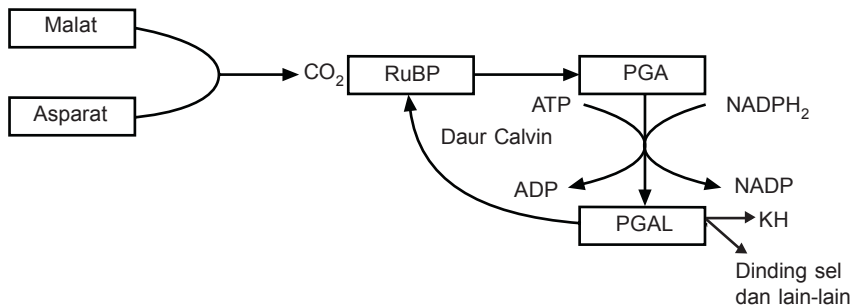 Malat
CO2
RuBP
PGA
Asparat
ATP
NADPH2
Daur Calvin
ADP
NADP
PGAL
KH
Dinding sel
dan lain-lain